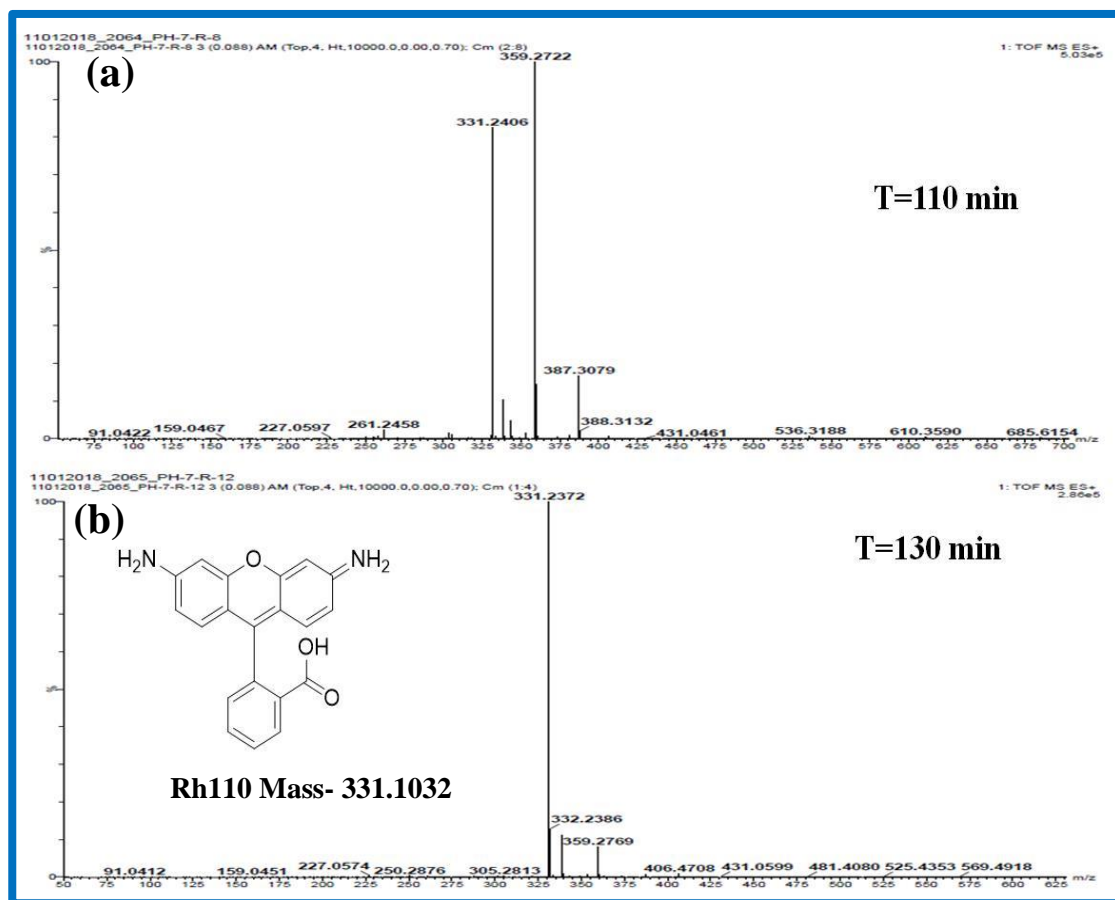 11012018_2064_PH-7-R-8
11012018_2064_PH-7-R-8 3 (0.088) AM (Top,4, Ht,10000.0,0.00,0.70); Cm (2:8)
1: TOF MS ES+
5.03e5
(a)
100
359.2722
331.2406
T=110 min
%
387.3079
388.3132
91.0422
159.0467
227.0597
261.2458
431.0461
536.3188
610.3590
685.6154
0
75 100 125 150 175 200 225 250 275 300 325 350 375 400 425 450 475 500 525 550 575 600 625 650 675 700
m/z
11012018_2065_PH-7-R-12
11012018_2065_PH-7-R-12 3 (0.088) AM (Top,4, Ht,10000.0,0.00,0.70); Cm (1:4)
1: TOF MS ES+
2.86e5
(b)
100
331.2372
T=130 min
H2N
O
NH2
OH
O
%
Rh110 Mass- 331.1032
332.2386
359.2769
91.0412
159.0451
227.0574
250.2876
305.2813
406.4708
431.0599
481.4080
525.4353
569.4918
0
50 75 100 125 150 175 200 225 250 275 300 325 350 375 400 425 450 475 500 525 550 575 600 625
m/z